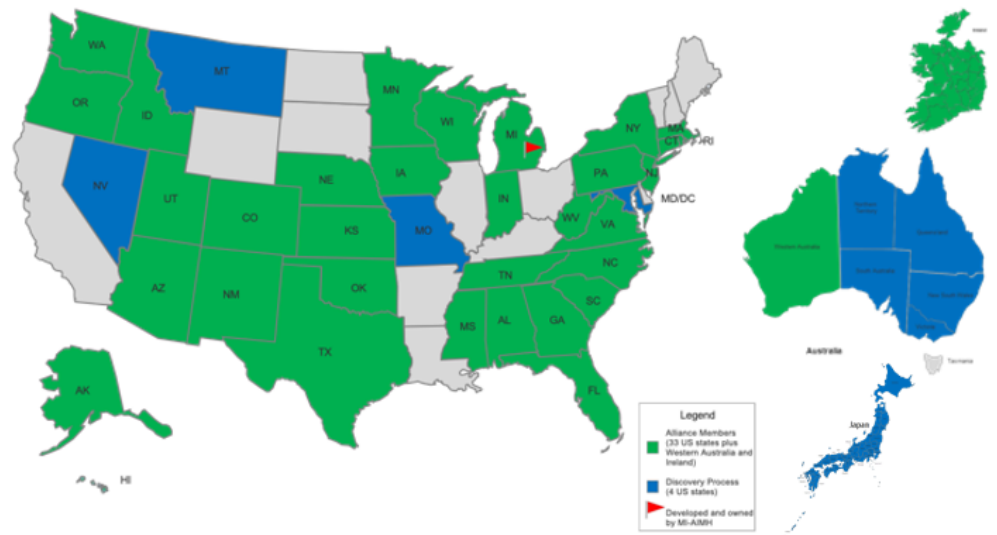 WA
MT
OR
ID
MN
WI
MI
NY
MA
CT
RI
NV
UT
CO
NE
IA
KS
MO
IN
PA
NJ
MD/DC
WV
VA
AZ
NM
OK
TN
NC
SC
MS
AL
GA
TX
FL
AK
HI
Western Australia
Northern
Territory
Queensland
South Australia
New South Wales
Australia
Tasmania
Japan
Legend
Alliance Members
(33 US states plus
Western Australia and
Ireland)
Discovery Process
(4 US states)
Developed and owned
by MI-AIMH